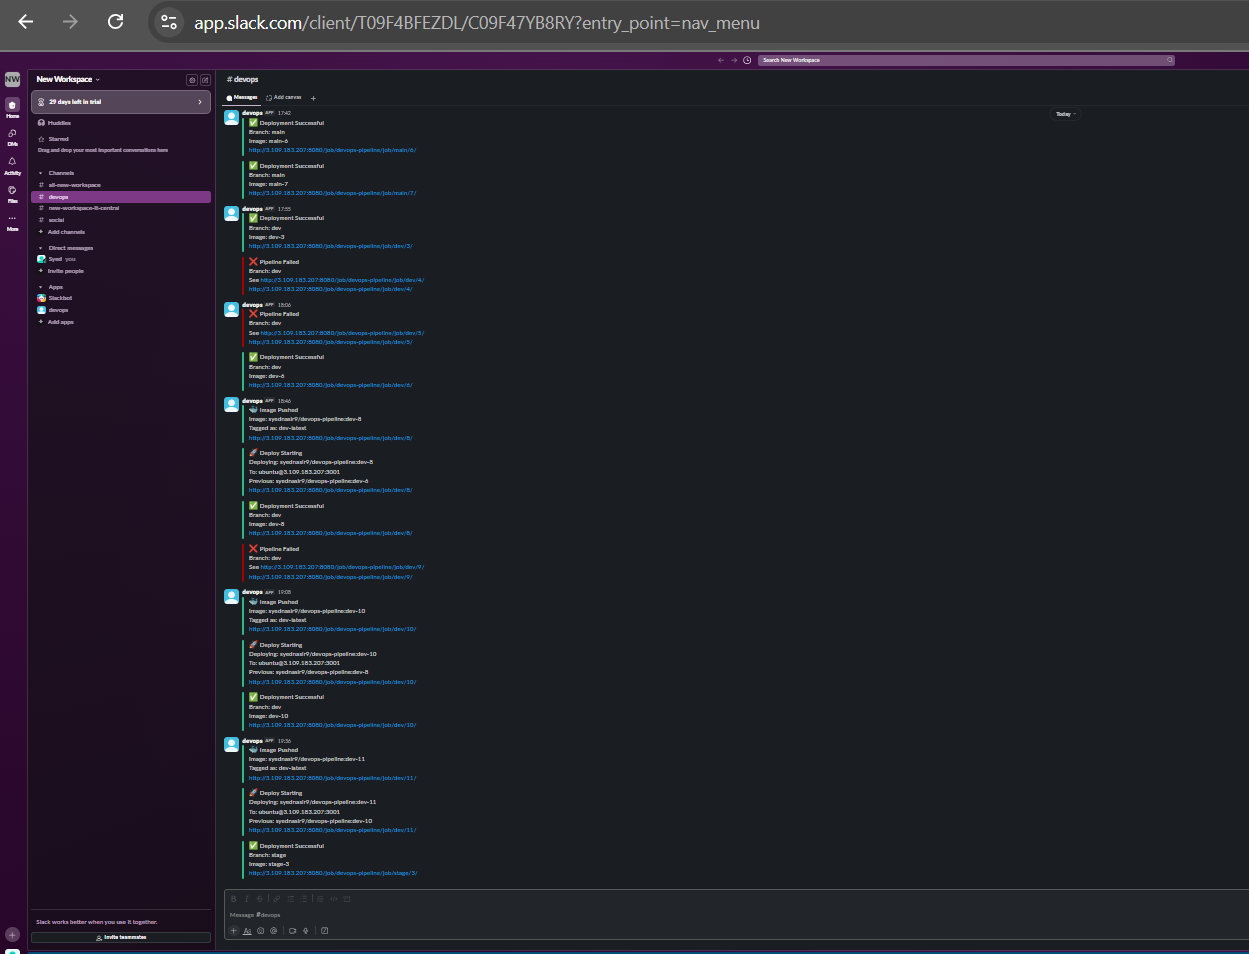 app.slack.com/client/T09F4BFEZDL/C09F47YB8RY?entry_point=nav_menu
Search New Workspace
NW
New Workspace
29 days left in trial
Home
DMs
Activity
Files
More
Huddles
Starred
Drag and drop your most important conversations here
Channels
# all-new-workspace
# devops
# new-workspace-8-central
# social
+ Add channels
Direct messages
Syed you
+ Invite people
Apps
Slackbot
devops
+ Add apps
Slack works better when you use it together.
Invite teammates
# devops
Messages
Add canvas
+
Today
devops APP 17:42
✅ Deployment Successful
Branch: main
Image: main-6
http://3.109.183.207:8080/job/devops-pipeline/job/main/6/
✅ Deployment Successful
Branch: main
Image: main-7
http://3.109.183.207:8080/job/devops-pipeline/job/main/7/
devops APP 17:55
✅ Deployment Successful
Branch: dev
Image: dev-3
http://3.109.183.207:8080/job/devops-pipeline/job/dev/3/
❌ Pipeline Failed
Branch: dev
See http://3.109.183.207:8080/job/devops-pipeline/job/dev/4/
http://3.109.183.207:8080/job/devops-pipeline/job/dev/4/
devops APP 18:06
❌ Pipeline Failed
Branch: dev
See http://3.109.183.207:8080/job/devops-pipeline/job/dev/5/
http://3.109.183.207:8080/job/devops-pipeline/job/dev/5/
✅ Deployment Successful
Branch: dev
Image: dev-6
http://3.109.183.207:8080/job/devops-pipeline/job/dev/6/
devops APP 18:46
🐳 Image Pushed
Image: syednasir9/devops-pipeline:dev-8
Tagged as: dev-latest
http://3.109.183.207:8080/job/devops-pipeline/job/dev/8/
🚀 Deploy Starting
Deploying: syednasir9/devops-pipeline:dev-8
To: ubuntu@3.109.183.207:3001
Previous: syednasir9/devops-pipeline:dev-6
http://3.109.183.207:8080/job/devops-pipeline/job/dev/8/
✅ Deployment Successful
Branch: dev
Image: dev-8
http://3.109.183.207:8080/job/devops-pipeline/job/dev/8/
❌ Pipeline Failed
Branch: dev
See http://3.109.183.207:8080/job/devops-pipeline/job/dev/9/
http://3.109.183.207:8080/job/devops-pipeline/job/dev/9/
devops APP 19:08
🐳 Image Pushed
Image: syednasir9/devops-pipeline:dev-10
Tagged as: dev-latest
http://3.109.183.207:8080/job/devops-pipeline/job/dev/10/
🚀 Deploy Starting
Deploying: syednasir9/devops-pipeline:dev-10
To: ubuntu@3.109.183.207:3001
Previous: syednasir9/devops-pipeline:dev-8
http://3.109.183.207:8080/job/devops-pipeline/job/dev/10/
✅ Deployment Successful
Branch: dev
Image: dev-10
http://3.109.183.207:8080/job/devops-pipeline/job/dev/10/
devops APP 19:36
🐳 Image Pushed
Image: syednasir9/devops-pipeline:dev-11
Tagged as: dev-latest
http://3.109.183.207:8080/job/devops-pipeline/job/dev/11/
🚀 Deploy Starting
Deploying: syednasir9/devops-pipeline:dev-11
To: ubuntu@3.109.183.207:3001
Previous: syednasir9/devops-pipeline:dev-10
http://3.109.183.207:8080/job/devops-pipeline/job/dev/11/
✅ Deployment Successful
Branch: stage
Image: stage-3
http://3.109.183.207:8080/job/devops-pipeline/job/stage/3/
Message #devops